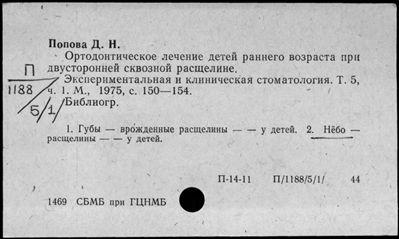 Попова Д. Н.
Ортодонтическое лечение детей раннего возраста при
двусторонней сквозной расщелине.
Экспериментальная и клиническая стоматология. Т. 5,
ч. 1. М., 1975, с. 150—154.
Библиогр.
П
1188/
5/1/
1. Губы — врожденные расщелины — — у детей. 2. Нёбо —
расщелины — — у детей.
П-14-11 П/1188/5/1/ 44
1469 СБМБ при ГЦНМБ